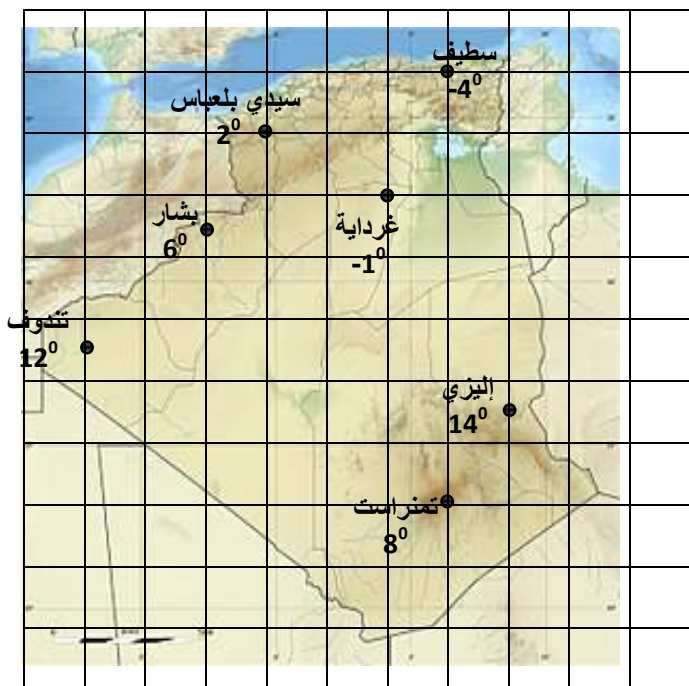 سطيف
-4⁰
سيدي بلعباس
2⁰
بشار
6⁰
غرداية
-1⁰
تندوف
12⁰
إليزي
14⁰
تمنراست
8⁰